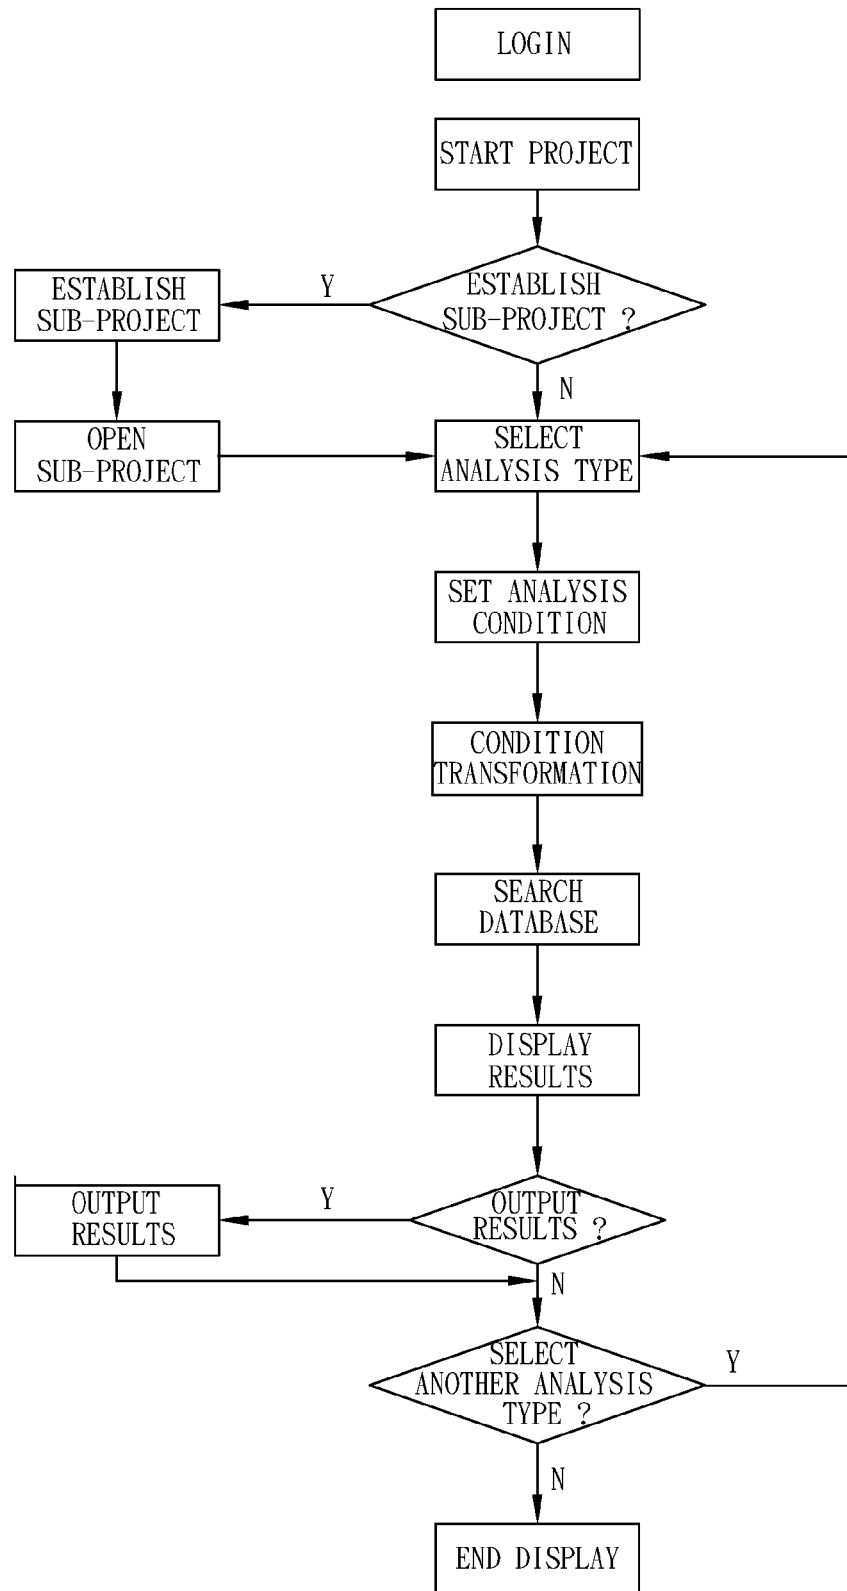 LOGIN
START PROJECT
ESTABLISH
SUB-PROJECT ?
Y
ESTABLISH
SUB-PROJECT
N
OPEN
SUB-PROJECT
SELECT
ANALYSIS TYPE
SET ANALYSIS
CONDITION
CONDITION
TRANSFORMATION
SEARCH
DATABASE
DISPLAY
RESULTS
OUTPUT
RESULTS ?
Y
OUTPUT
RESULTS
N
SELECT
ANOTHER ANALYSIS
TYPE ?
Y
N
END DISPLAY